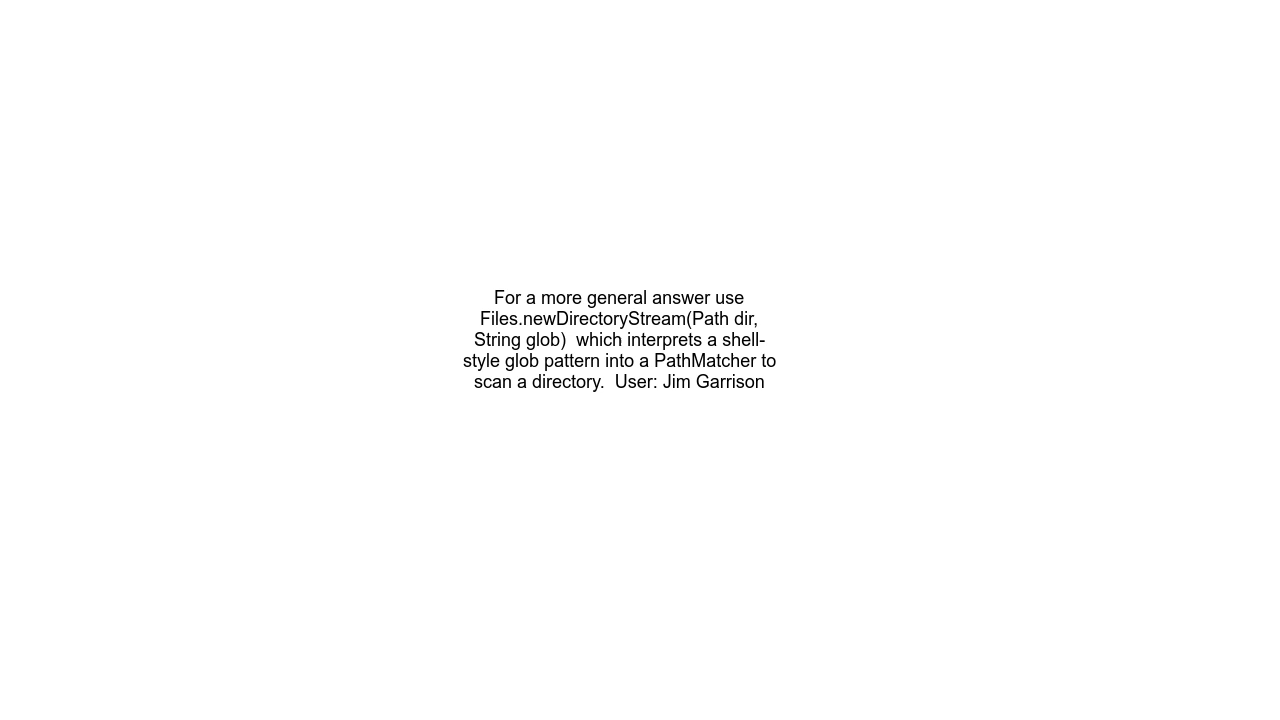 For a more general answer use
Files.newDirectoryStream(Path dir,
String glob)  which interprets a shell-
style glob pattern into a PathMatcher to
scan a directory.  User: Jim Garrison